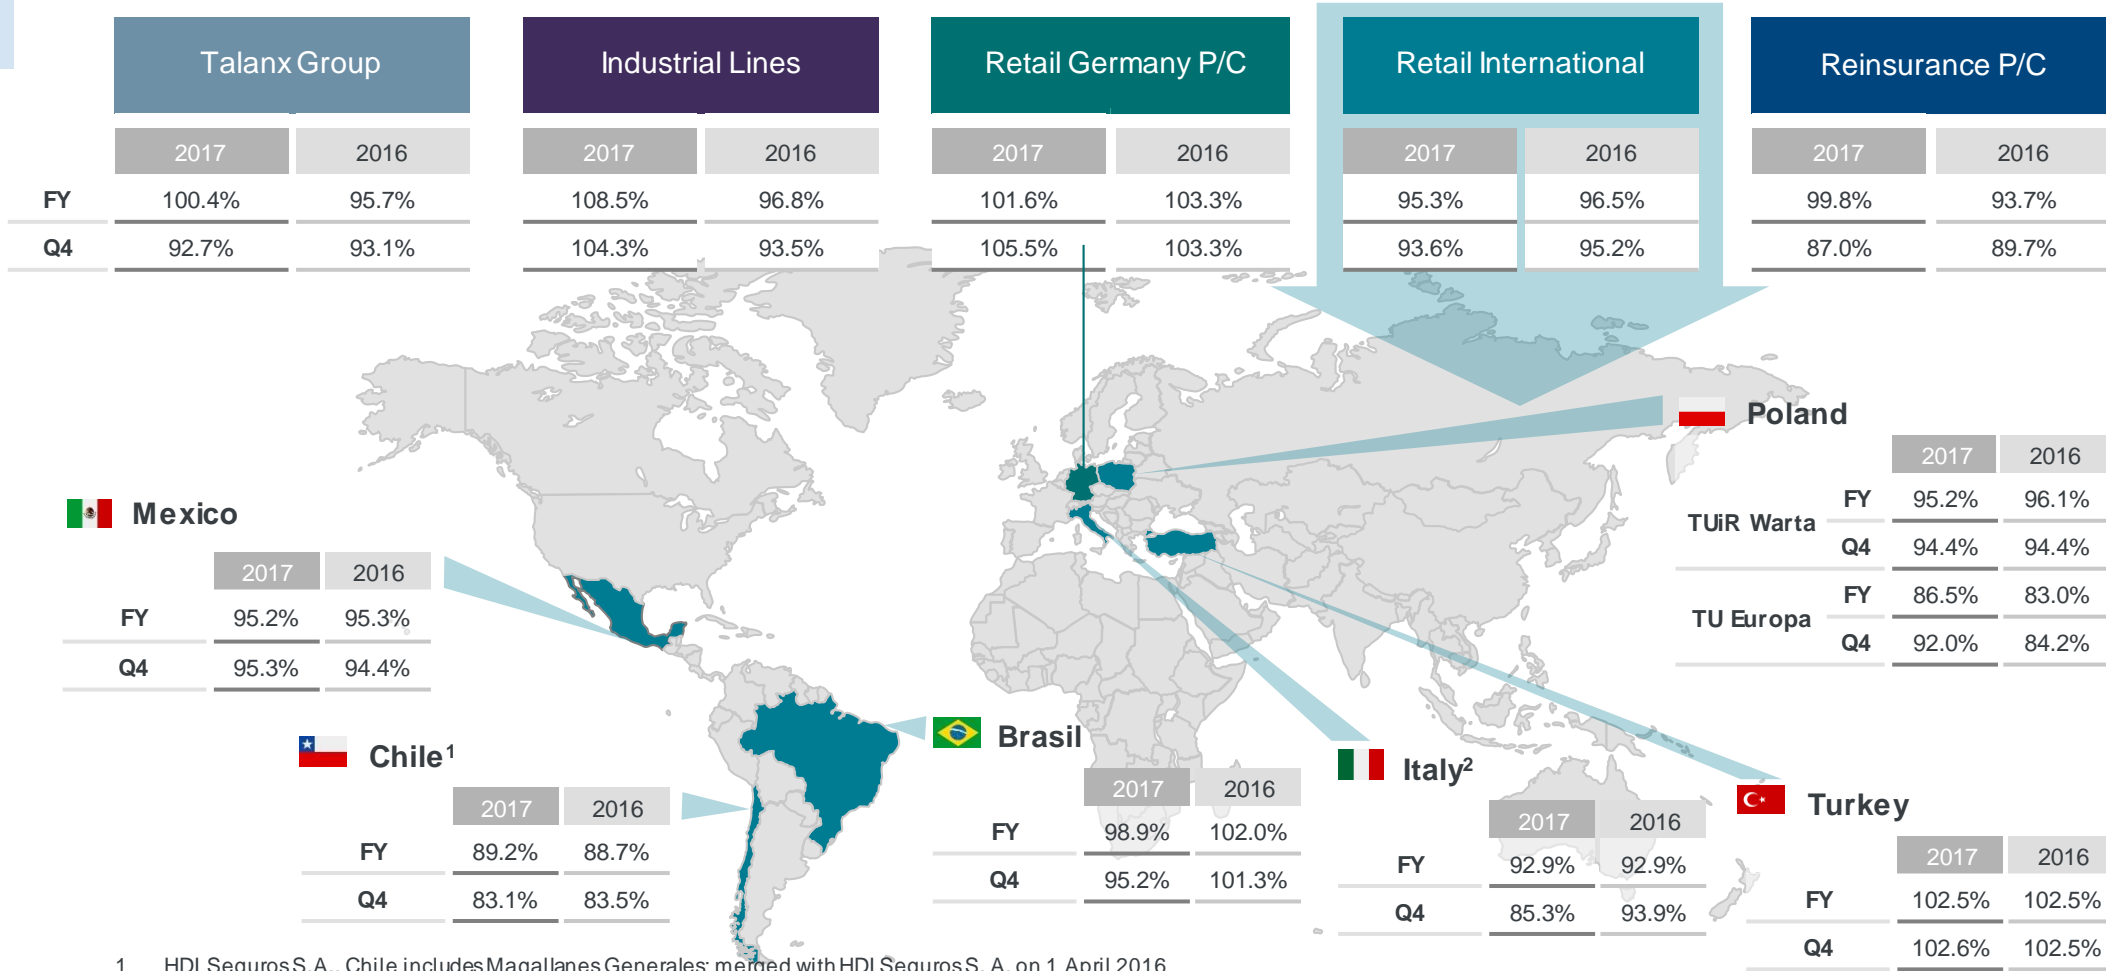 Talanx Group
Industrial Lines
Retail Germany P/C
Retail International
Reinsurance P/C
2017 2016 2017 2016 2017 2016 2017 2016 2017 2016
FY 100.4% 95.7% 108.5% 96.8% 101.6% 103.3% 95.3% 96.5% 99.8% 93.7%
Q4 92.7% 93.1% 104.3% 93.5% 105.5% 103.3% 93.6% 95.2% 87.0% 89.7%
Poland
2017 2016
TUiR Warta
FY 95.2% 96.1%
Q4 94.4% 94.4%
TU Europa
FY 86.5% 83.0%
Q4 92.0% 84.2%
Mexico
2017 2016
FY 95.2% 95.3%
Q4 95.3% 94.4%
Chile1
2017 2016
FY 89.2% 88.7%
Q4 83.1% 83.5%
Brasil
2017 2016
FY 98.9% 102.0%
Q4 95.2% 101.3%
Italy2
2017 2016
FY 92.9% 92.9%
Q4 85.3% 93.9%
Turkey
2017 2016
FY 102.5% 102.5%
Q4 102.6% 102.5%
1 HDI Seguros S.A., Chile includes Magallanes Generales; merged with HDI Seguros S. A. on 1 April 2016